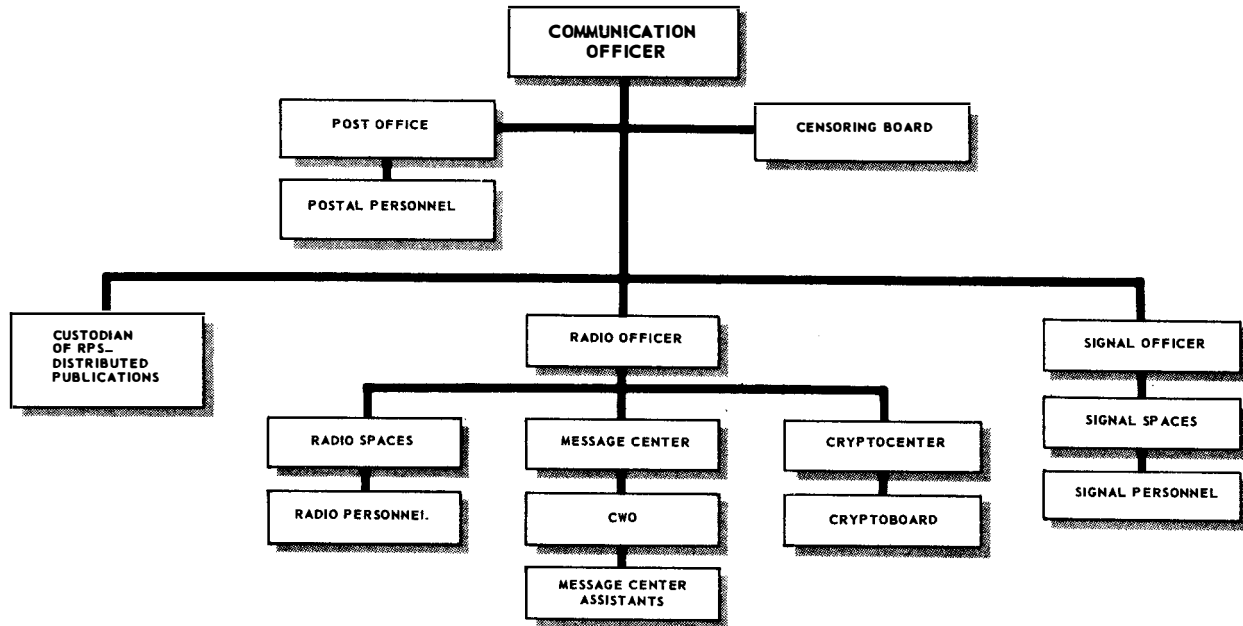 COMMUNICATION
OFFICER
POST OFFICE
CENSORING BOARD
POSTAL PERSONNEL
CUSTODIAN
OF RPS–
DISTRIBUTED
PUBLICATIONS
RADIO OFFICER
SIGNAL OFFICER
RADIO SPACES
MESSAGE CENTER
CRYPTOCENTER
SIGNAL SPACES
RADIO PERSONNEL
CWO
CRYPTOBOARD
SIGNAL PERSONNEL
MESSAGE CENTER
ASSISTANTS